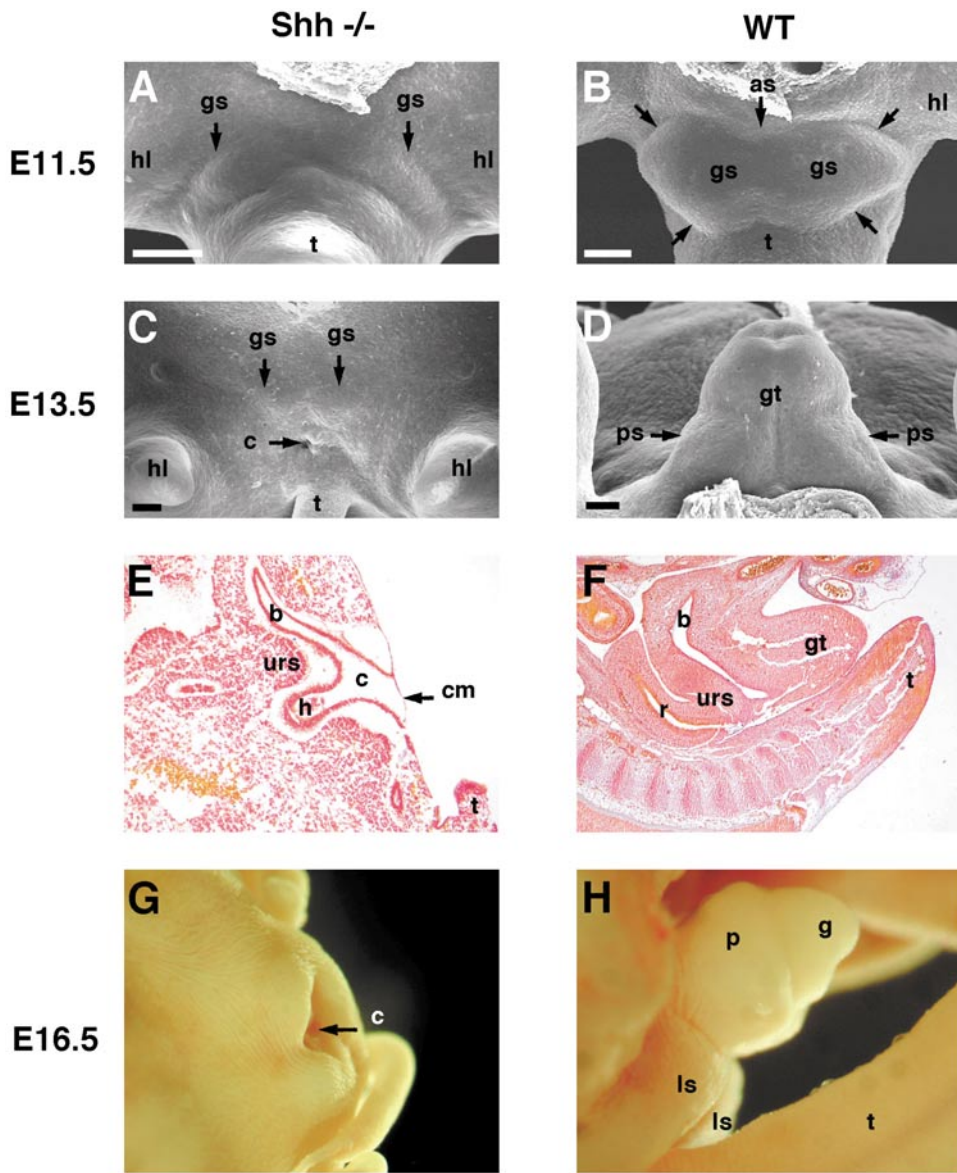 Shh -/- WT
E11.5
A gs gs hl hl t
B as hl gs gs t
E13.5
C gs gs c hl hl t
D gt ps ps
E b urs c cm h t
F b gt urs r t
E16.5
G c
H p g ls ls t